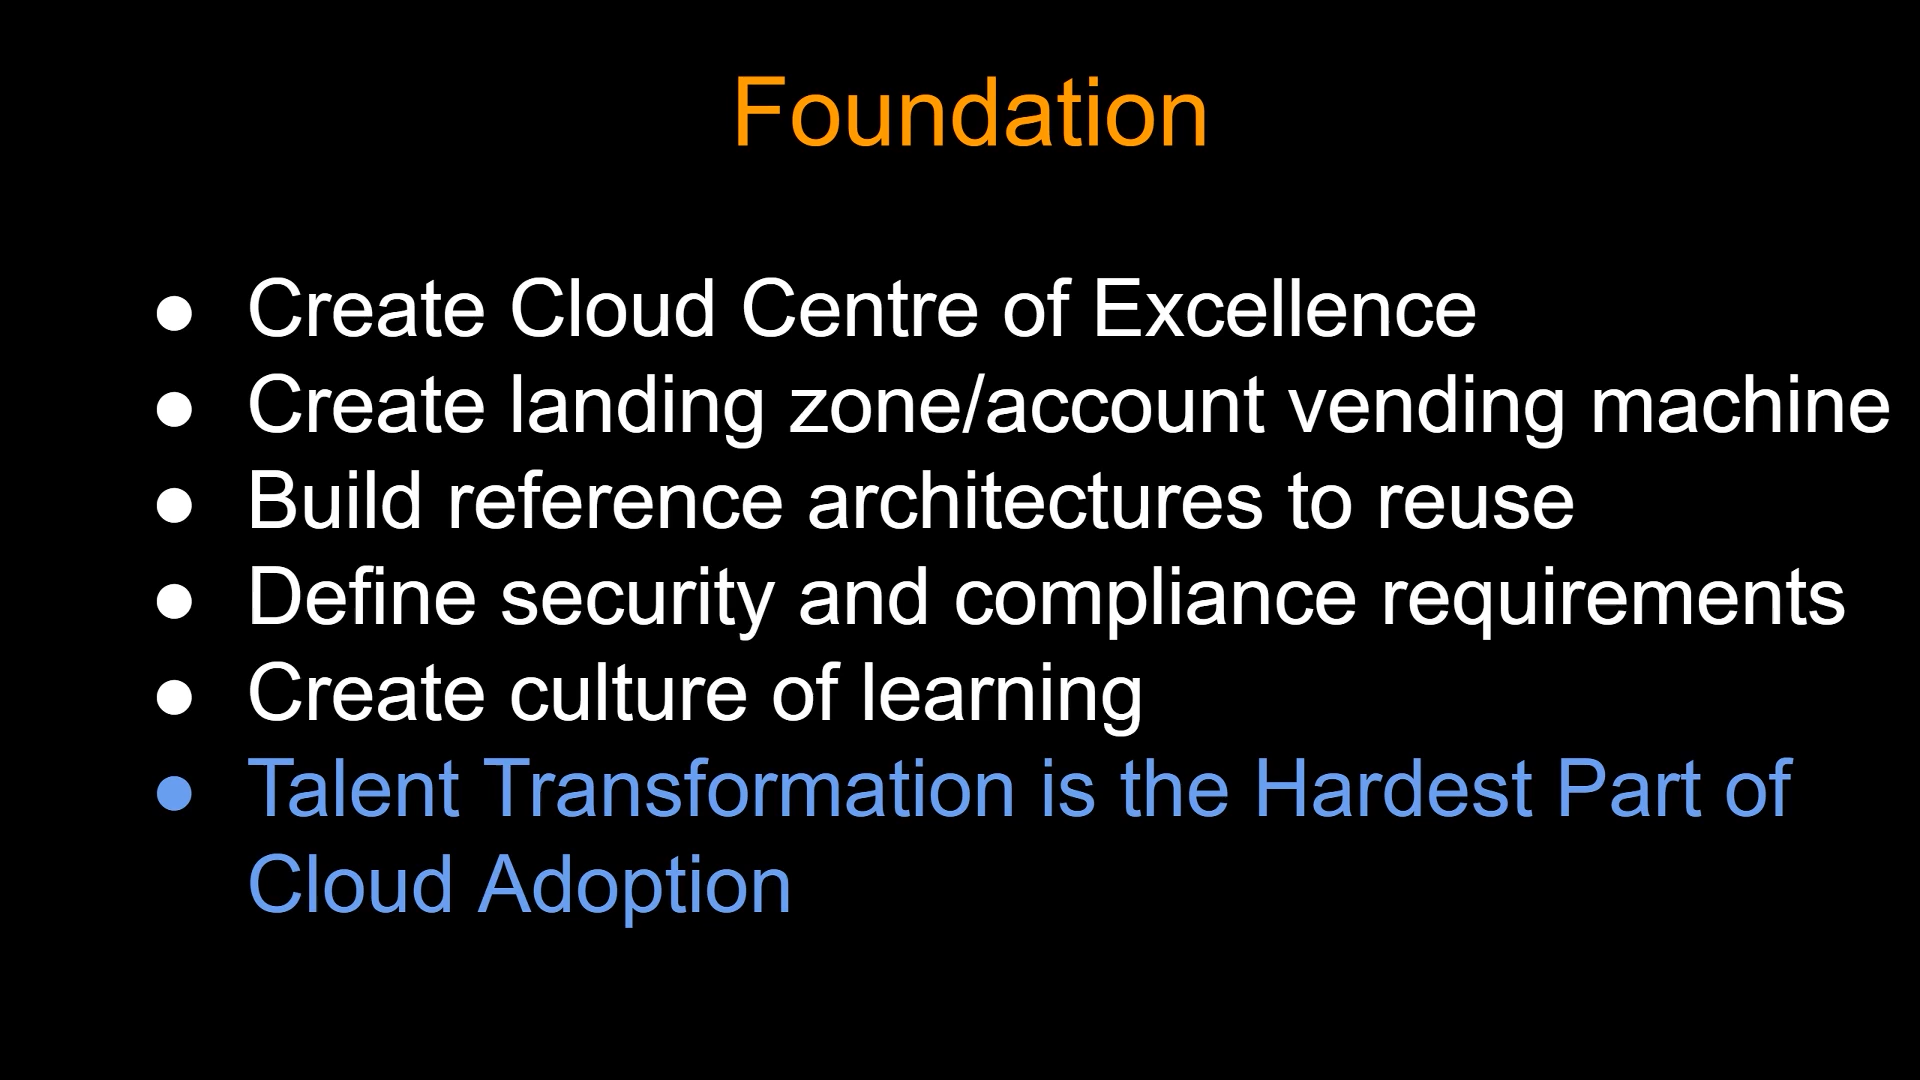 Foundation
● Create Cloud Centre of Excellence
● Create landing zone/account vending machine
● Build reference architectures to reuse
● Define security and compliance requirements
● Create culture of learning
● Talent Transformation is the Hardest Part of
Cloud Adoption